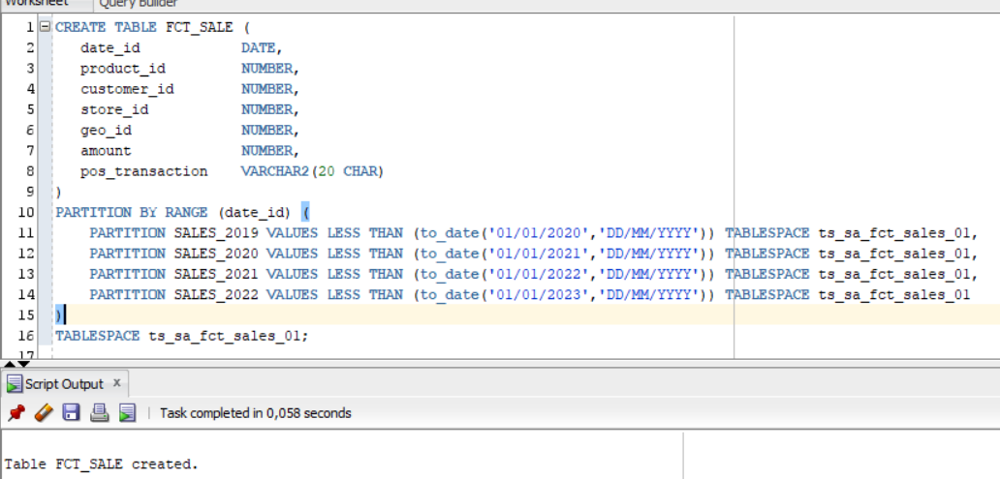 Worksheet Query Builder
1 CREATE TABLE FCT_SALE (
2 date_id DATE,
3 product_id NUMBER,
4 customer_id NUMBER,
5 store_id NUMBER,
6 geo_id NUMBER,
7 amount NUMBER,
8 pos_transaction VARCHAR2(20 CHAR)
9 )
10 PARTITION BY RANGE (date_id) (
11 PARTITION SALES_2019 VALUES LESS THAN (to_date('01/01/2020','DD/MM/YYYY')) TABLESPACE ts_sa_fct_sales_01,
12 PARTITION SALES_2020 VALUES LESS THAN (to_date('01/01/2021','DD/MM/YYYY')) TABLESPACE ts_sa_fct_sales_01,
13 PARTITION SALES_2021 VALUES LESS THAN (to_date('01/01/2022','DD/MM/YYYY')) TABLESPACE ts_sa_fct_sales_01,
14 PARTITION SALES_2022 VALUES LESS THAN (to_date('01/01/2023','DD/MM/YYYY')) TABLESPACE ts_sa_fct_sales_01
15 )
16 TABLESPACE ts_sa_fct_sales_01;
17
Script Output x
Task completed in 0,058 seconds
Table FCT_SALE created.